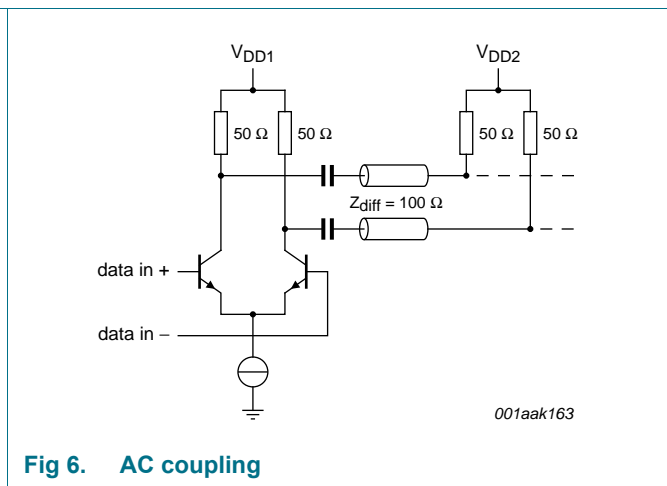 VDD1
VDD2
50 Ω 50 Ω 50 Ω 50 Ω
Zdiff = 100 Ω
data in +
data in −
001aak163
Fig 6. AC coupling